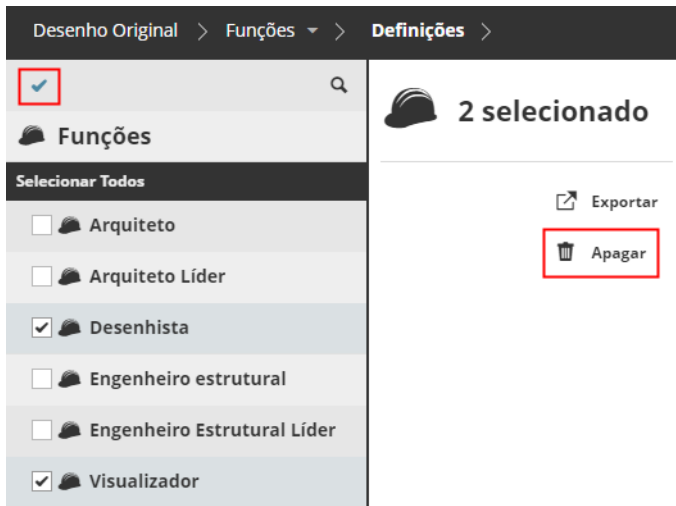 Desenho Original > Funções > Definições >
Funções
Selecionar Todos
Arquiteto
Arquiteto Líder
Desenhista
Engenheiro estrutural
Engenheiro Estrutural Líder
Visualizador
2 selecionado
Exportar
Apagar